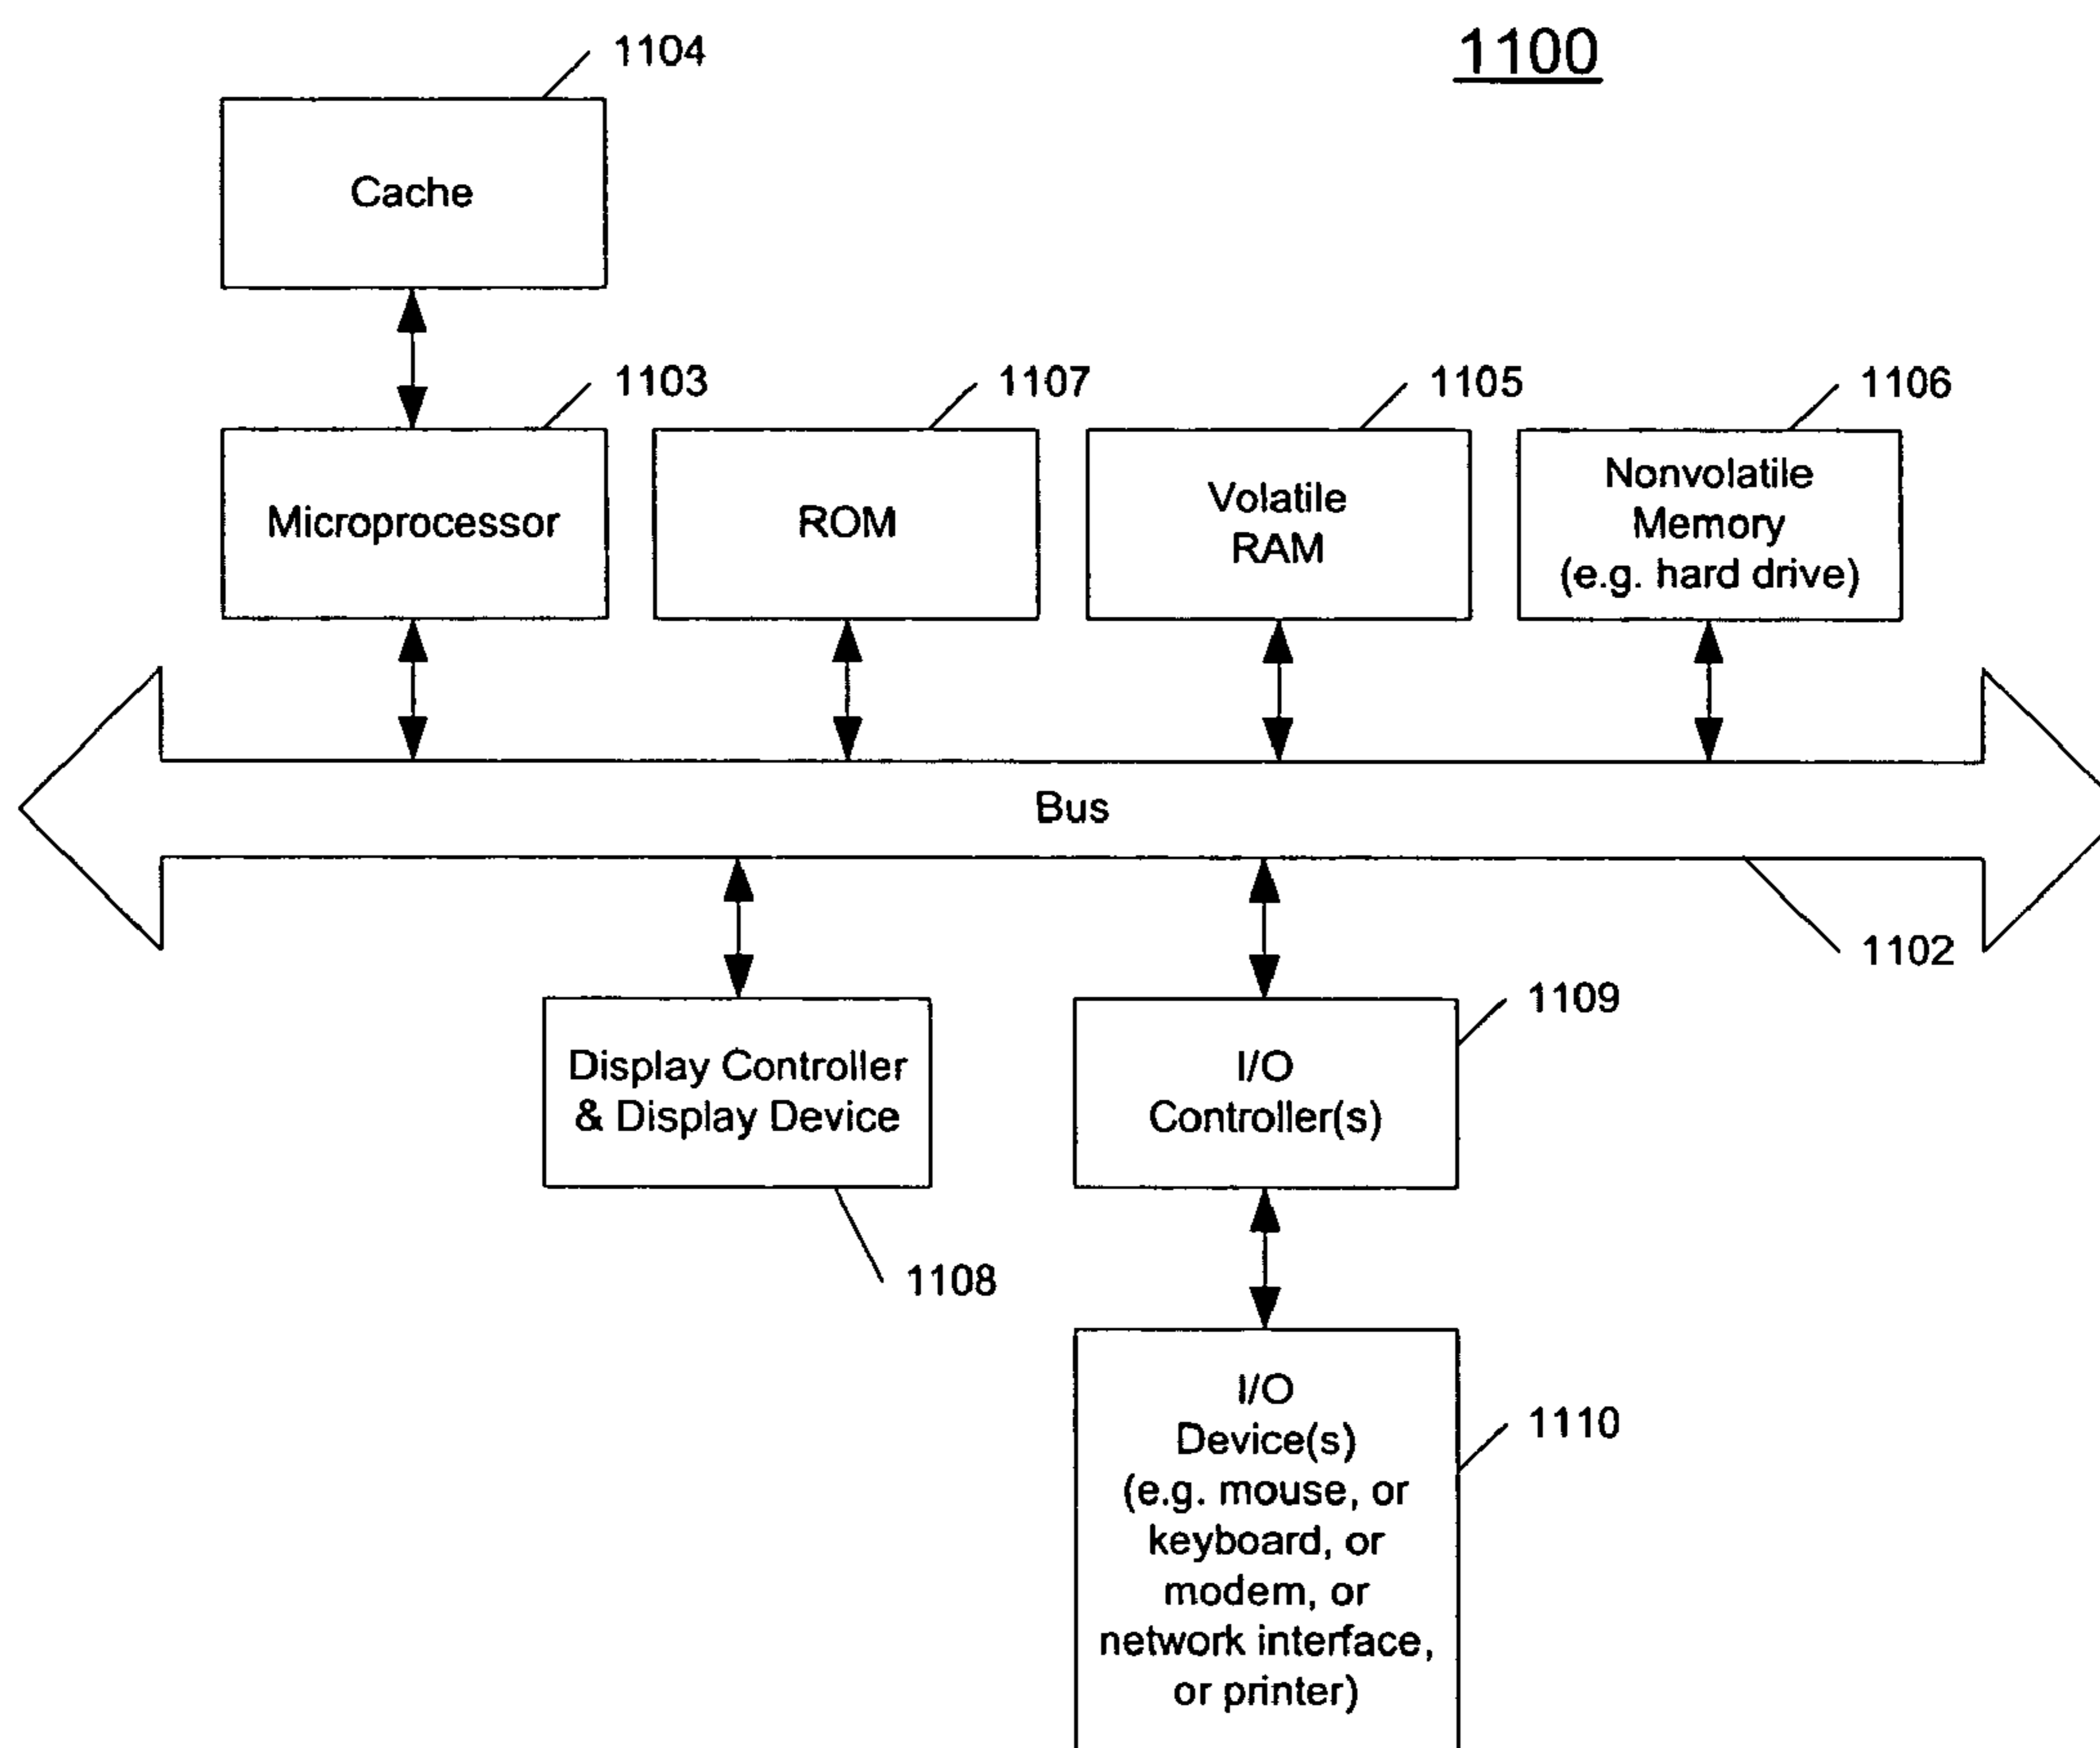 1100
1104
Cache
1103
1107
1105
1106
Microprocessor
ROM
Volatile
RAM
Nonvolatile
Memory
(e.g. hard drive)
Bus
1102
1109
Display Controller
& Display Device
I/O
Controller(s)
1108
1110
I/O
Device(s)
(e.g. mouse, or
keyboard, or
modem, or
network interface,
or printer)